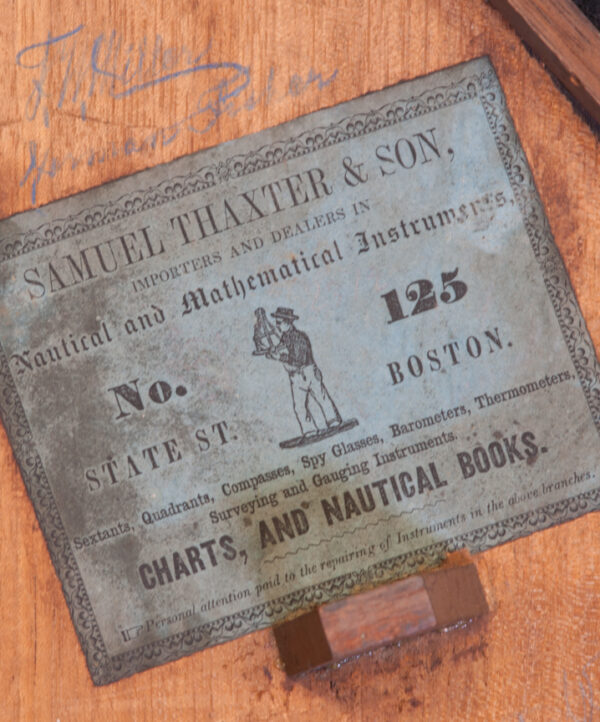 SAMUEL THAXTER & SON,
IMPORTERS AND DEALERS IN
Nautical and Mathematical Instruments,
No. 125
STATE ST. BOSTON.
Sextants, Quadrants, Compasses, Spy Glasses, Barometers, Thermometers,
Surveying and Gauging Instruments.
CHARTS, AND NAUTICAL BOOKS.
☞ Personal attention paid to the repairing of Instruments in the above branches.